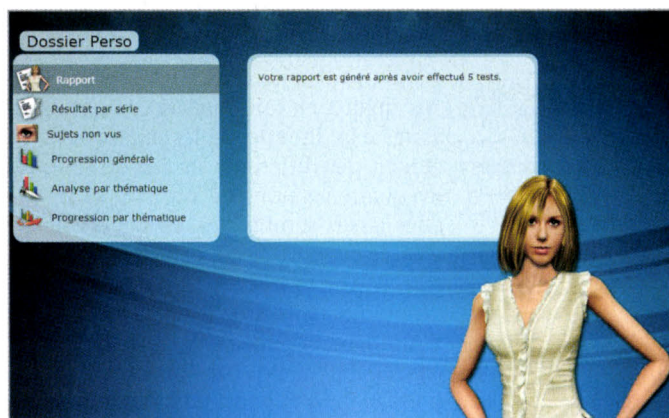 Dossier Perso
Rapport
Résultat par série
Sujets non vus
Progression générale
Analyse par thématique
Progression par thématique
Votre rapport est généré après avoir effectué 5 tests.